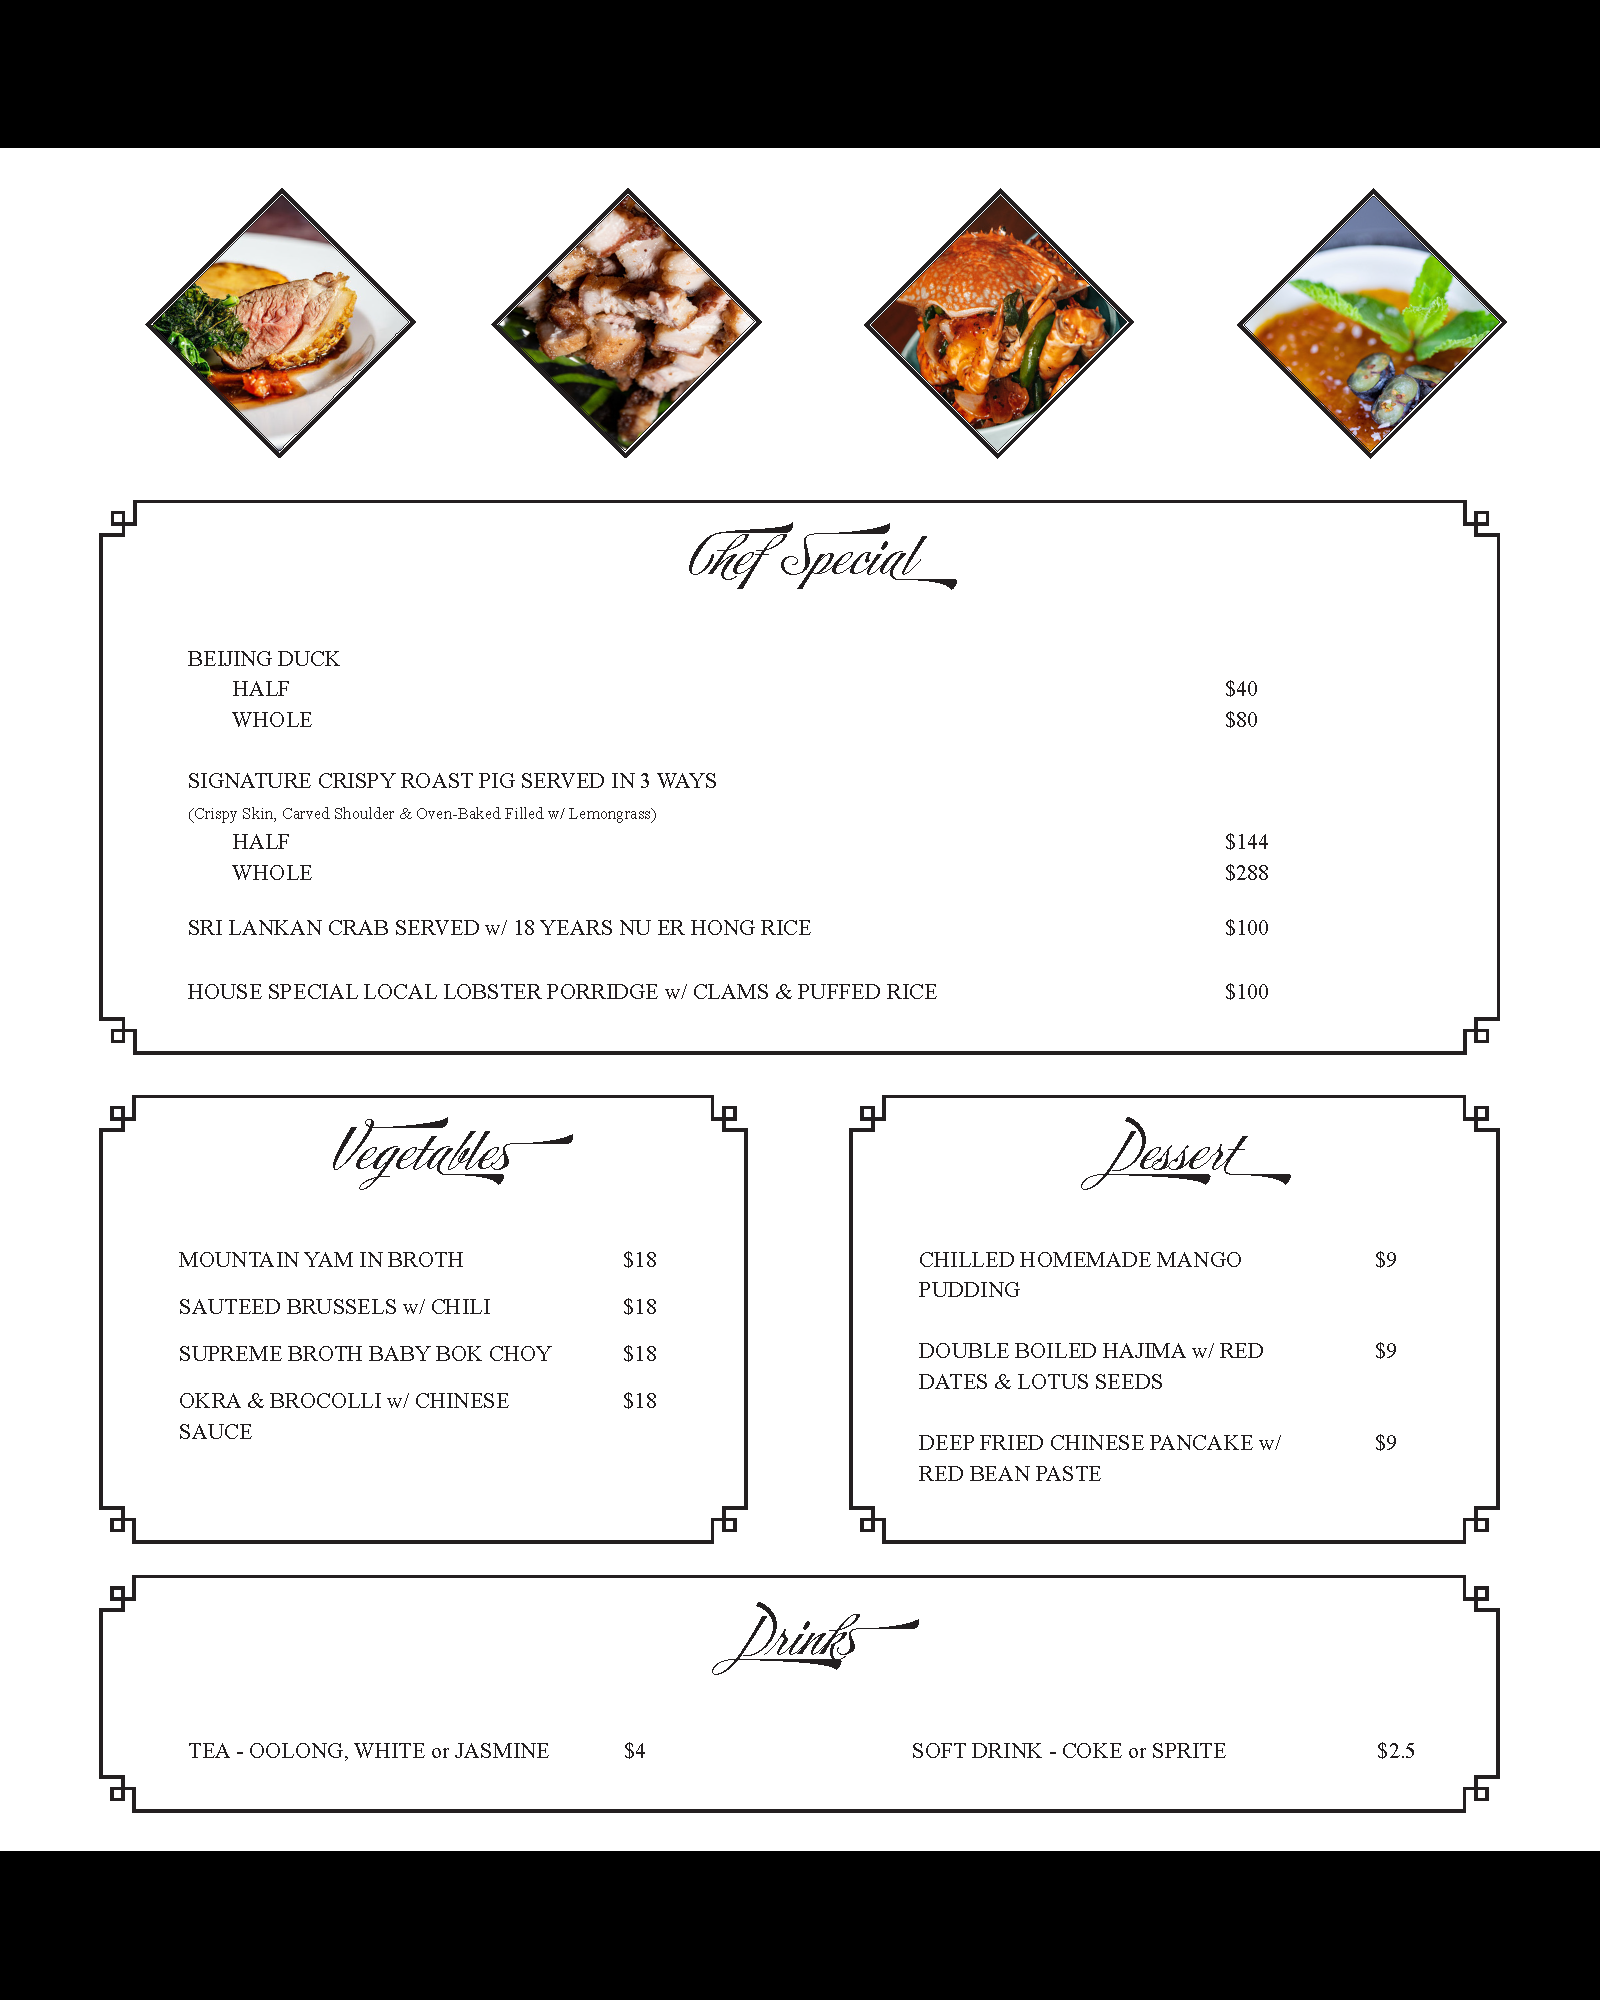 Chef Special
BEIJING DUCK
HALF $40
WHOLE $80
SIGNATURE CRISPY ROAST PIG SERVED IN 3 WAYS
(Crispy Skin, Carved Shoulder & Oven-Baked Filled w/ Lemongrass)
HALF $144
WHOLE $288
SRI LANKAN CRAB SERVED w/ 18 YEARS NU ER HONG RICE $100
HOUSE SPECIAL LOCAL LOBSTER PORRIDGE w/ CLAMS & PUFFED RICE $100
Vegetables
MOUNTAIN YAM IN BROTH $18
SAUTEED BRUSSELS w/ CHILI $18
SUPREME BROTH BABY BOK CHOY $18
OKRA & BROCOLLI w/ CHINESE $18
SAUCE
Dessert
CHILLED HOMEMADE MANGO $9
PUDDING
DOUBLE BOILED HAJIMA w/ RED $9
DATES & LOTUS SEEDS
DEEP FRIED CHINESE PANCAKE w/ $9
RED BEAN PASTE
Drinks
TEA - OOLONG, WHITE or JASMINE $4
SOFT DRINK - COKE or SPRITE $2.5